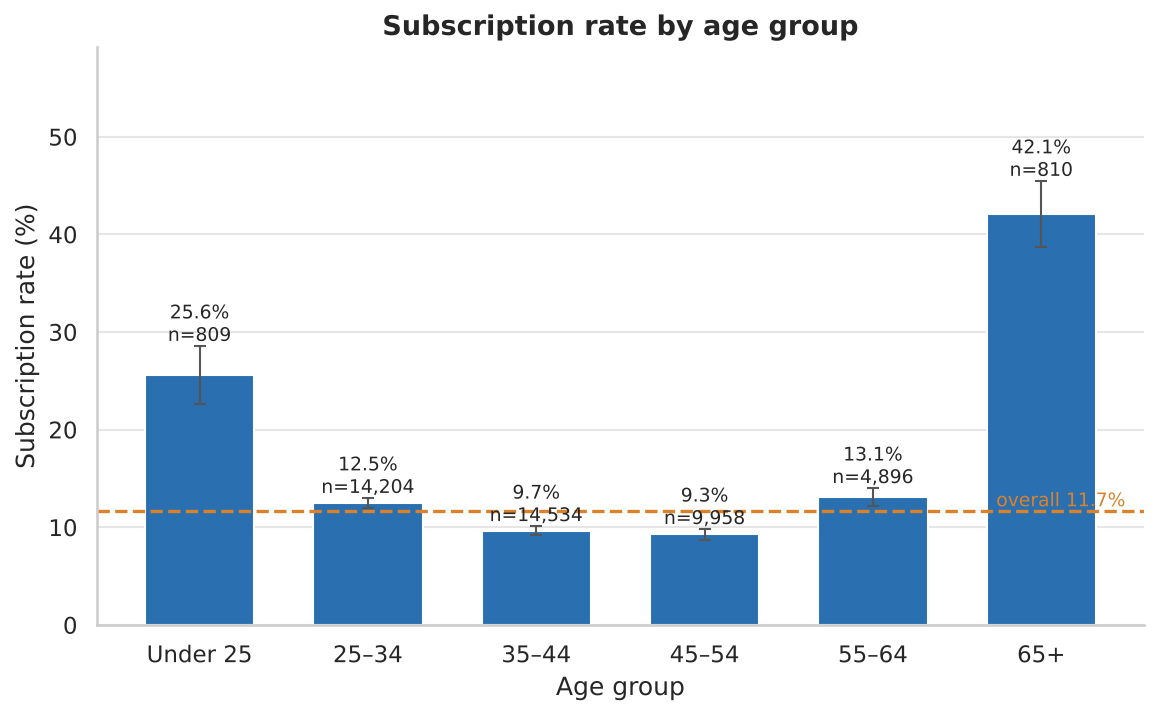 Subscription rate by age group
Subscription rate (%)
50
40
30
20
10
0
25.6%
n=809
12.5%
n=14,204
9.7%
n=14,534
9.3%
n=9,958
13.1%
n=4,896
42.1%
n=810
overall 11.7%
Under 25
25–34
35–44
45–54
55–64
65+
Age group